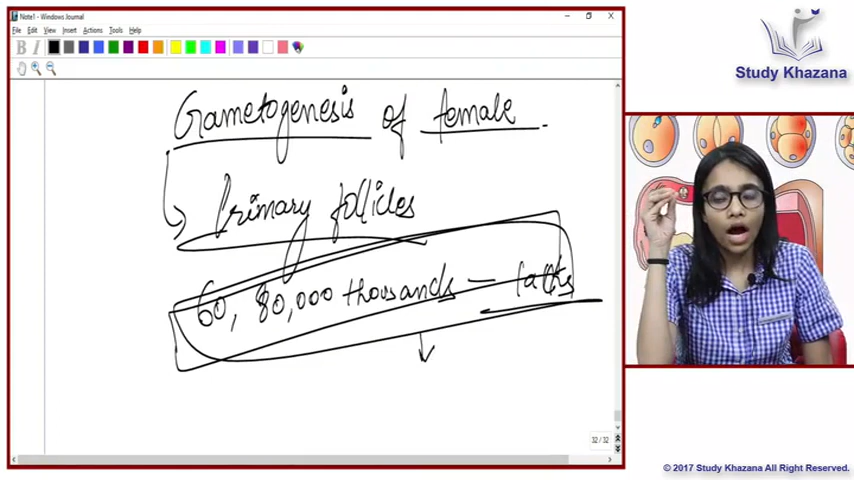 Note1 - Windows Journal
File Edit View Insert Actions Tools Help
B I
Gametogenesis of female.
Primary follicles
60, 80,000 thousands - lakhs
32/32
Study Khazana
© 2017 Study Khazana All Right Reserved.